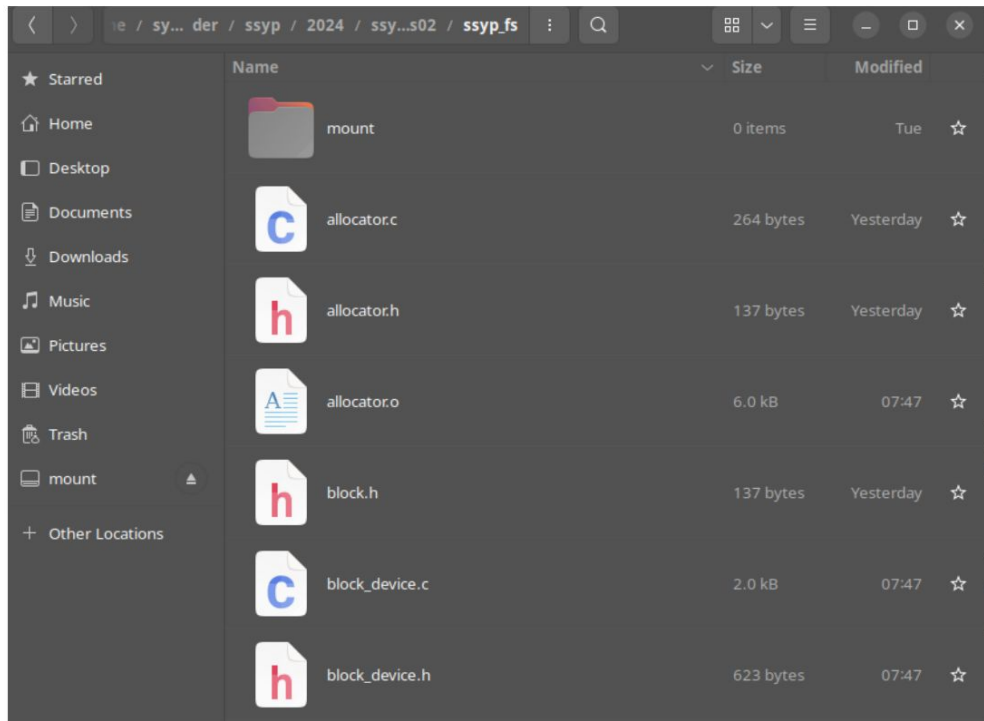 sy... der / ssyp / 2024 / ssy...s02 / ssyp_fs
Name Size Modified
Starred
Home
Desktop
Documents
Downloads
Music
Pictures
Videos
Trash
mount
+ Other Locations
mount 0 items Tue
C allocator.c 264 bytes Yesterday
h allocator.h 137 bytes Yesterday
A allocator.o 6.0 kB 07:47
h block.h 137 bytes Yesterday
C block_device.c 2.0 kB 07:47
h block_device.h 623 bytes 07:47